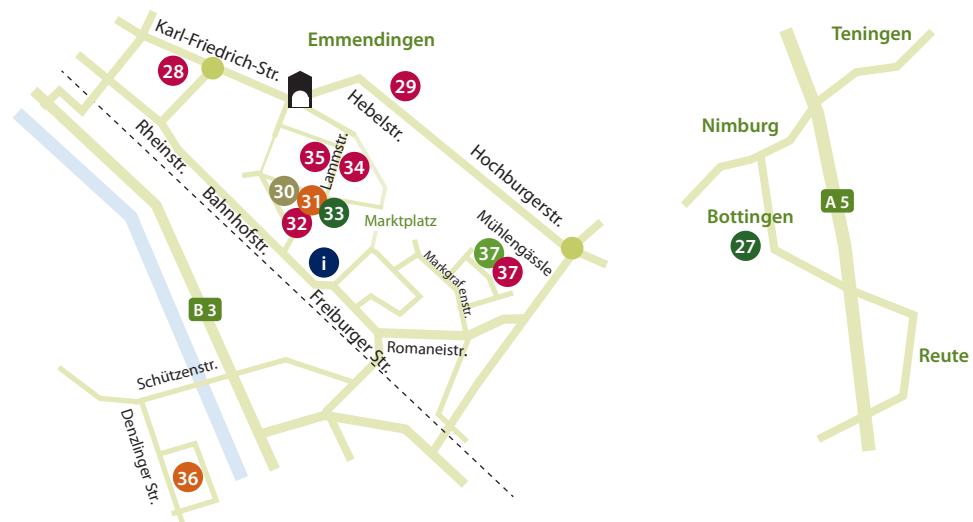 Karl-Friedrich-Str.
Emmendingen
28
29
Hebelstr.
Hochburgerstr.
Rheinstr.
Lammstr.
35
34
30
31
33
32
Bahnhofstr.
Marktplatz
Mühlengässle
37
37
i
Markgrafenstr.
Freiburger Str.
B 3
Romaneistr.
Schützenstr.
Denzlinger Str.
36
Teningen
Nimburg
A 5
Bottingen
27
Reute